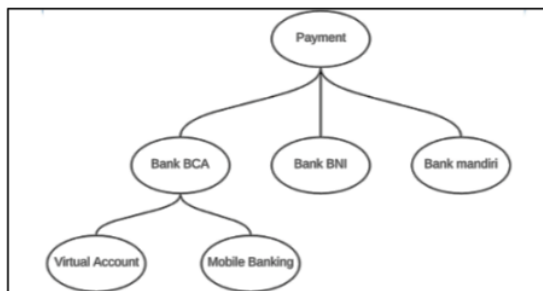 Payment
Bank BCA
Bank BNI
Bank mandiri
Virtual Account
Mobile Banking